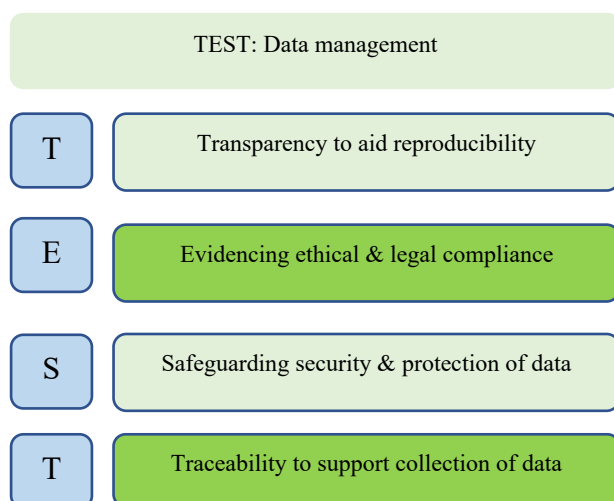 TEST: Data management
T
Transparency to aid reproducibility
E
Evidencing ethical & legal compliance
S
Safeguarding security & protection of data
T
Traceability to support collection of data